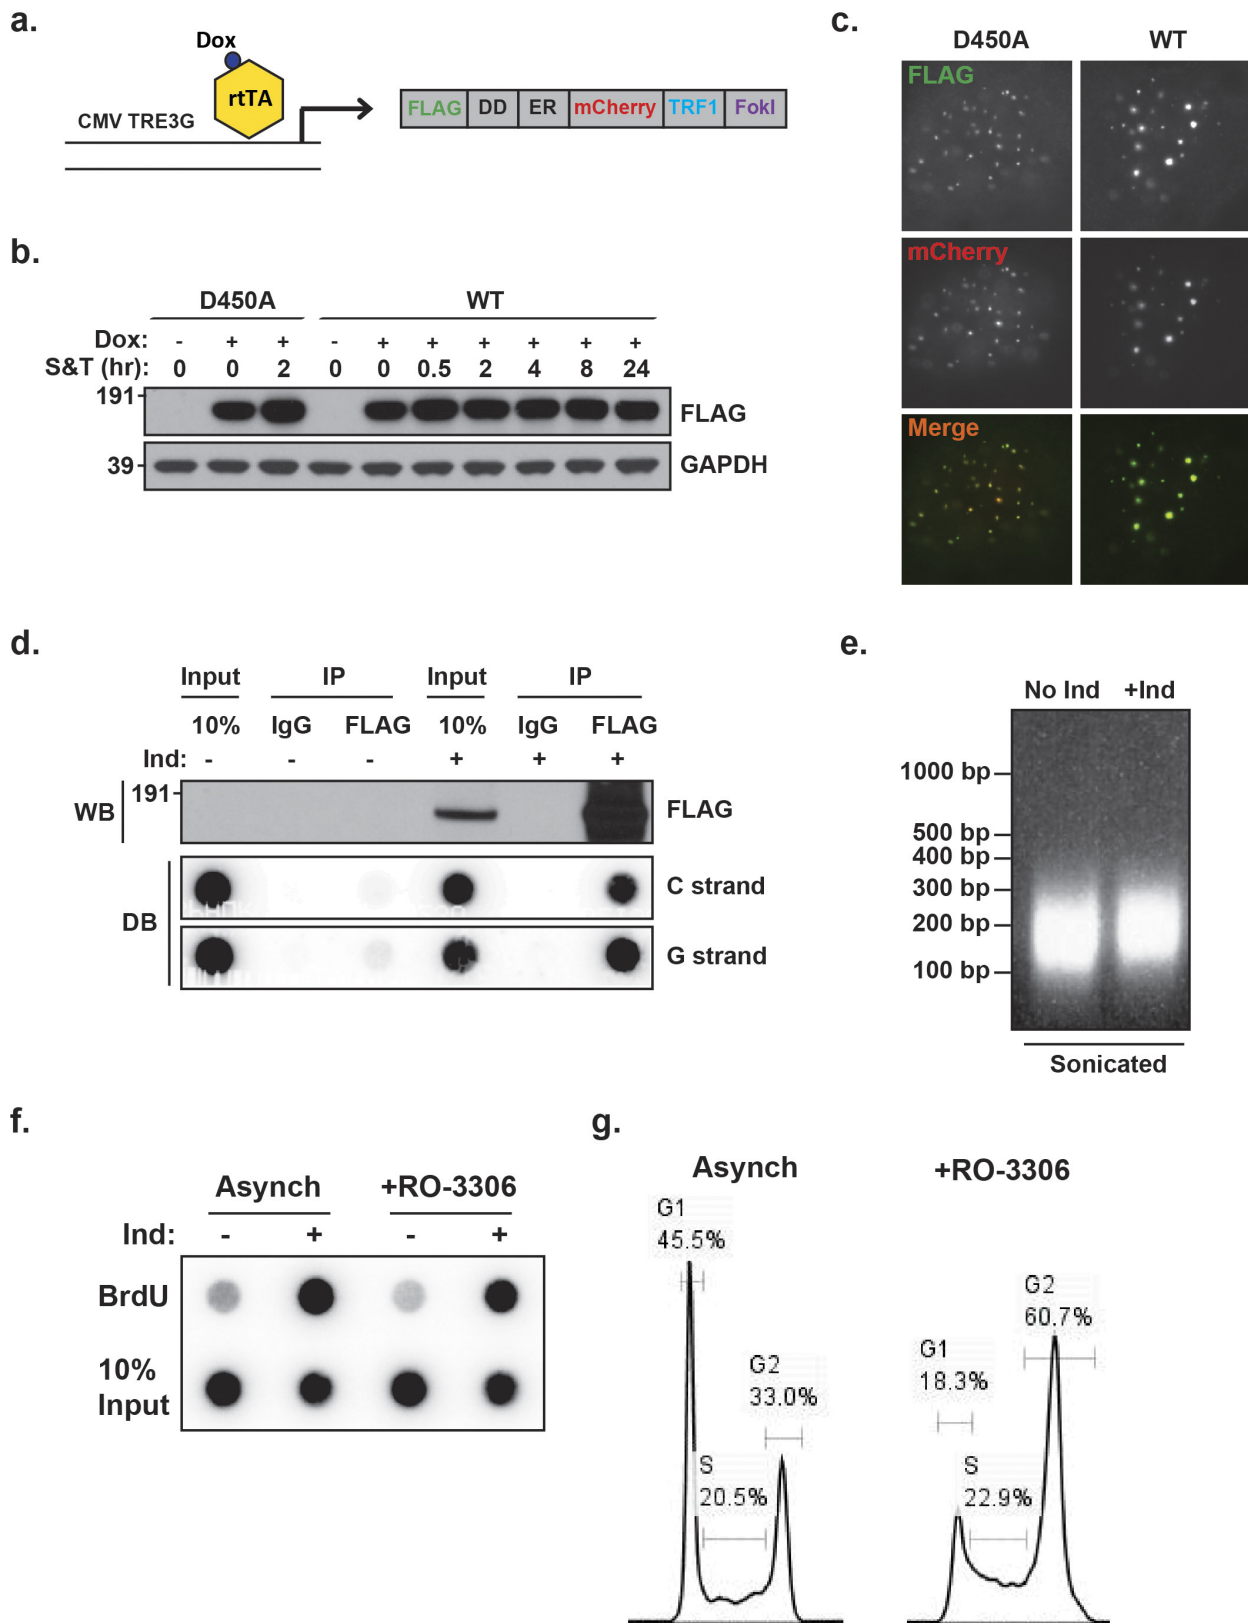 a.
Dox
rtTA
CMV TRE3G
FLAG DD ER mCherry TRF1 FokI
b.
D450A WT
Dox: - + + - + + + + + +
S&T (hr): 0 0 2 0 0 0.5 2 4 8 24
191
FLAG
39
GAPDH
c.
D450A WT
FLAG
mCherry
Merge
d.
Input IP Input IP
10% IgG FLAG 10% IgG FLAG
Ind: - - - + + +
WB
191
FLAG
DB
C strand
G strand
e.
No Ind +Ind
1000 bp
500 bp
400 bp
300 bp
200 bp
100 bp
Sonicated
f.
Asynch +RO-3306
Ind: - + - +
BrdU
10%
Input
g.
Asynch
G1
45.5%
S
20.5%
G2
33.0%
+RO-3306
G1
18.3%
S
22.9%
G2
60.7%